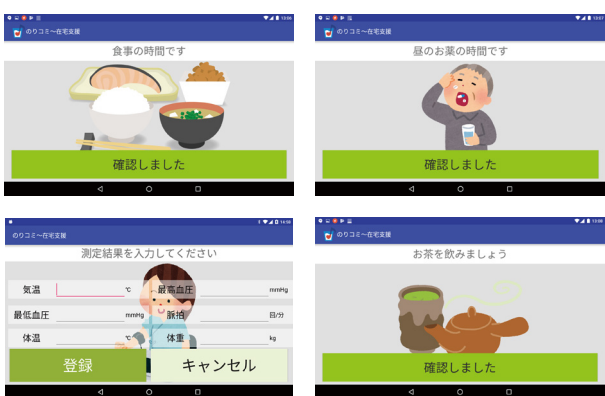 のりコミ～在宅支援
食事の時間です
確認しました
のりコミ～在宅支援
昼のお薬の時間です
確認しました
のりコミ～在宅支援
測定結果を入力してください
気温 ℃ 最高血圧 mmHg
最低血圧 mmHg 脈拍 回/分
体温 ℃ 体重 kg
登録 キャンセル
のりコミ～在宅支援
お茶を飲みましょう
確認しました